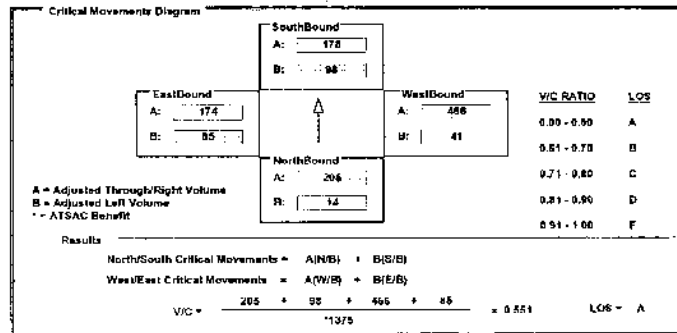 Critical Movements Diagram
SouthBound
A: 178
B: 98
EastBound
A: 174
B: 85
WestBound
A: 466
B: 41
NorthBound
A: 205
B: 14
V/C RATIO LOS
0.00 - 0.60 A
0.61 - 0.70 B
0.71 - 0.80 C
0.81 - 0.90 D
0.91 - 1.00 F
A = Adjusted Through/Right Volume
B = Adjusted Left Volume
* = ATSAC Benefit
Results
North/South Critical Movements = A(N/B) + B(S/B)
West/East Critical Movements = A(W/B) + B(E/B)
V/C = 205 + 98 + 466 + 85 = 0.551 LOS = A
*1375